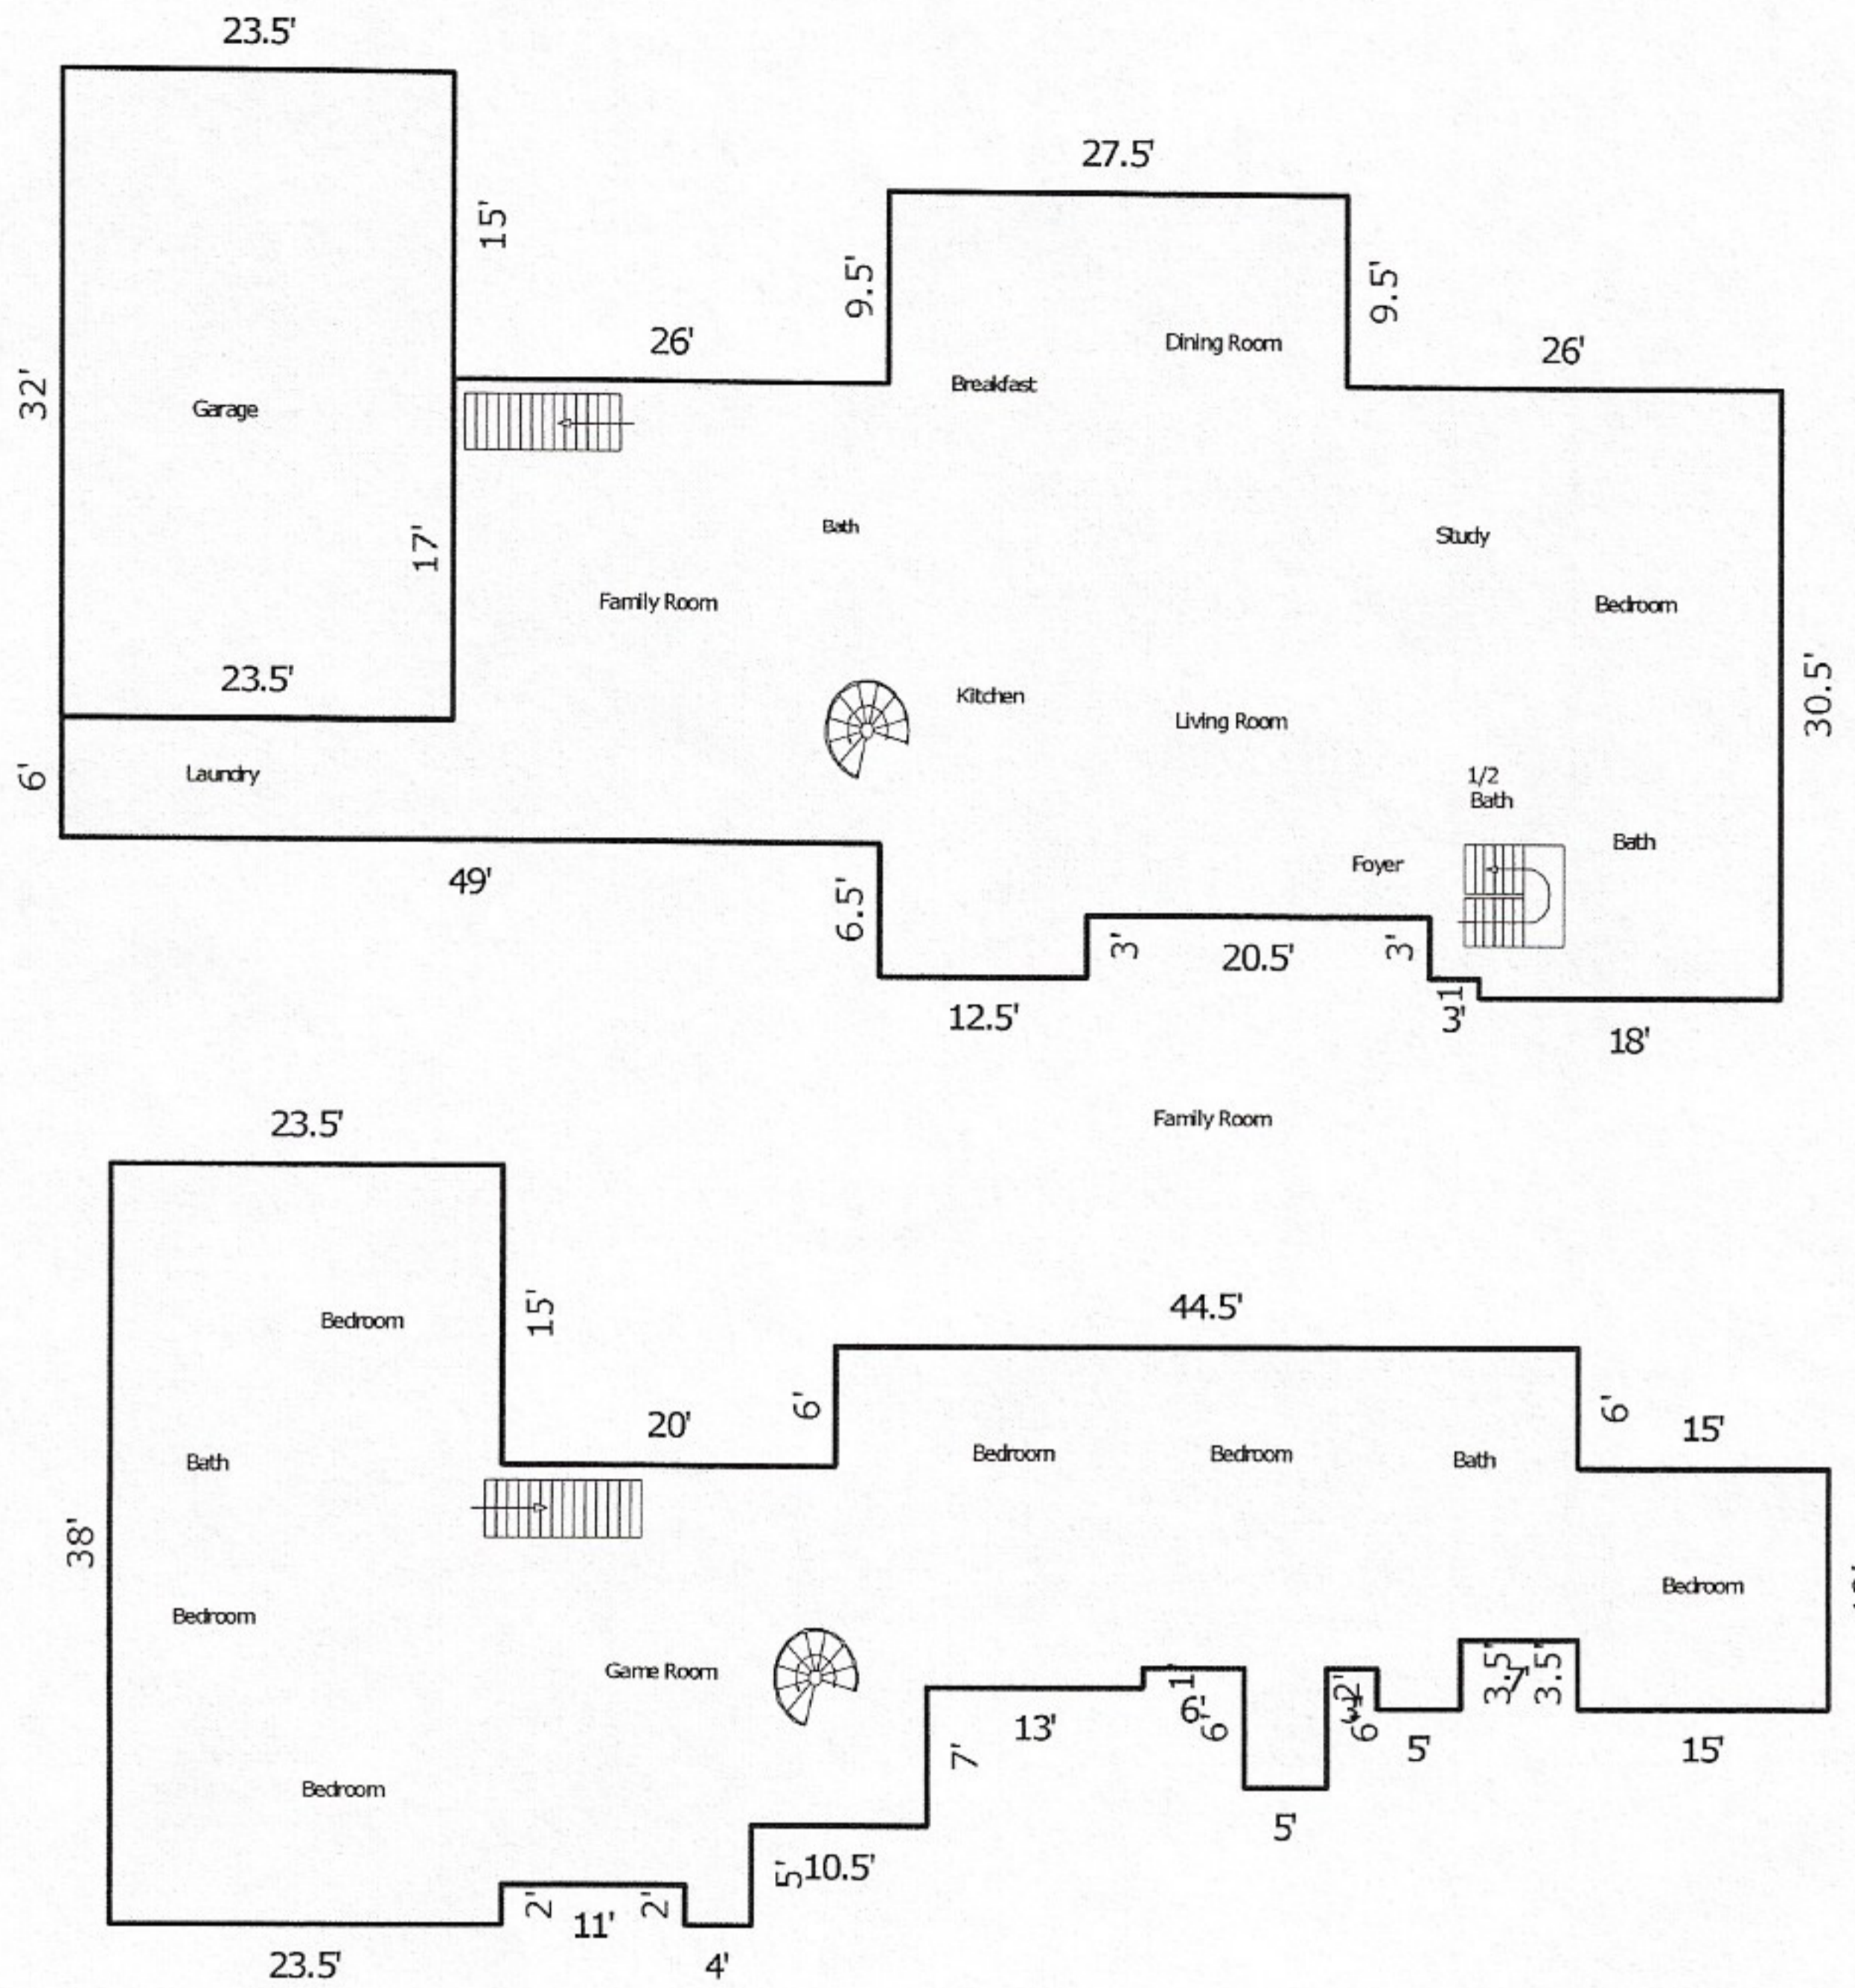 23.5'
27.5'
15'
9.5'
9.5'
26'
Dining Room
26'
Breakfast
32'
Garage
Bath
Study
17'
Family Room
Bedroom
23.5'
Kitchen
30.5'
Living Room
6'
Laundry
1/2
Bath
Bath
Foyer
49'
6.5'
3'
20.5'
3'
1
12.5'
3'
18'
Family Room
23.5'
44.5'
15'
Bedroom
6'
6'
20'
15'
Bedroom
Bedroom
Bath
Bath
38'
Bedroom
Bedroom
Game Room
1'
3.5'
7'
3.5'
6'
2'
3'
13'
6'
6'
7'
5'
15'
Bedroom
5'
5'
10.5'
2'
2'
11'
23.5'
4'